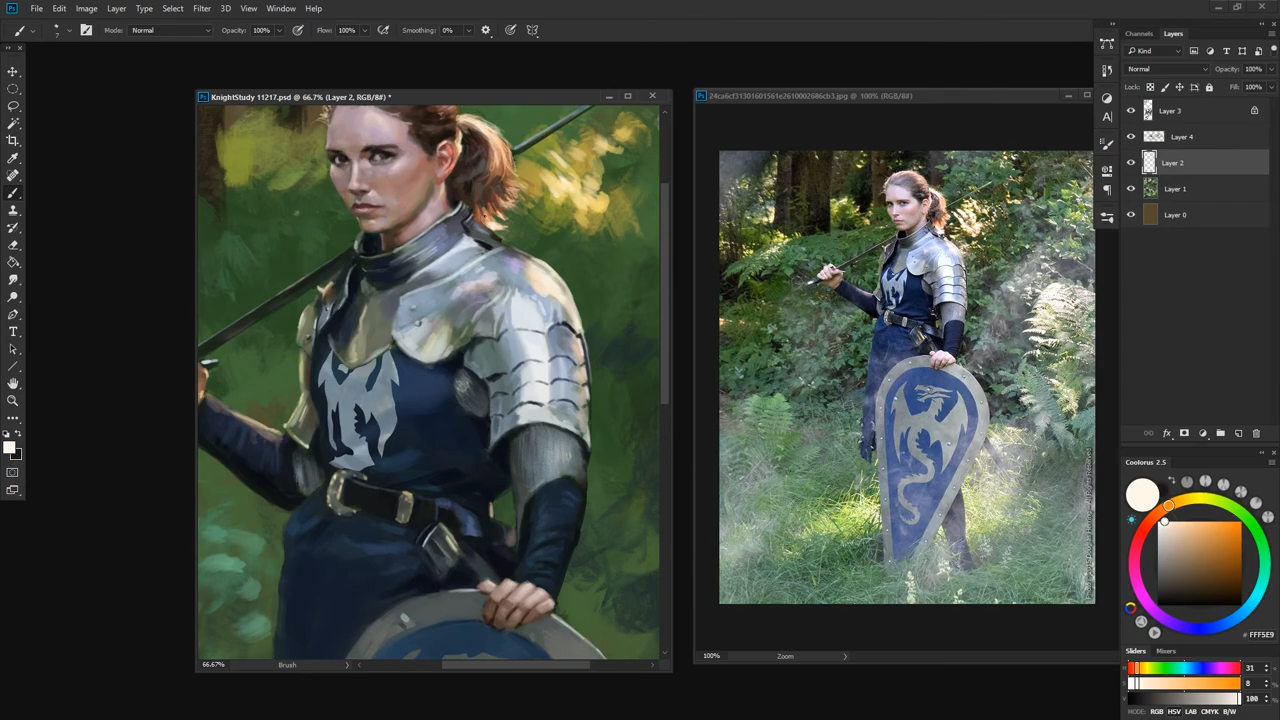 Ps File Edit Image Layer Type Select Filter 3D View Window Help
7 Mode: Normal Opacity: 100% Flow: 100% Smoothing: 0%
KnightStudy 11217.psd @ 66.7% (Layer 2, RGB/8#) *
24ca6cf31301601561e2610002686cb3.jpg @ 100% (RGB/8#)
66.67% Brush
100% Zoom
Channels Layers
Kind
Normal Opacity: 100%
Lock: Fill: 100%
Layer 3
Layer 4
Layer 2
Layer 1
Layer 0
fx
Coolorus 2.5
# FFF5E9
Sliders Mixers
H 31
S 8
V 100
MODE: RGB HSV LAB CMYK B/W